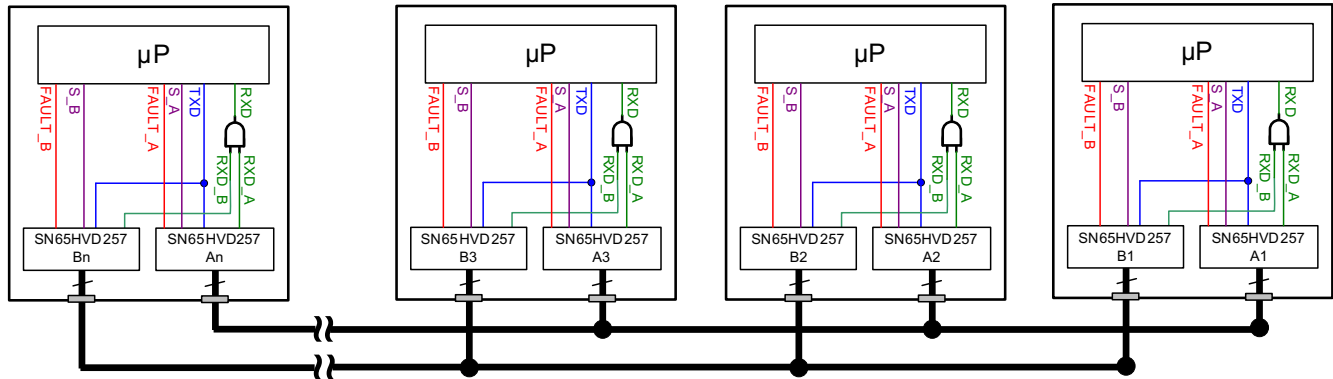 µP
FAULT_B
S_B
FAULT_A
S_A
TXD
RXD
RXD_B
RXD_A
SN65HVD257
Bn
SN65HVD257
An
µP
FAULT_B
S_B
FAULT_A
S_A
TXD
RXD
RXD_B
RXD_A
SN65HVD257
B3
SN65HVD257
A3
µP
FAULT_B
S_B
FAULT_A
S_A
TXD
RXD
RXD_B
RXD_A
SN65HVD257
B2
SN65HVD257
A2
µP
FAULT_B
S_B
FAULT_A
S_A
TXD
RXD
RXD_B
RXD_A
SN65HVD257
B1
SN65HVD257
A1